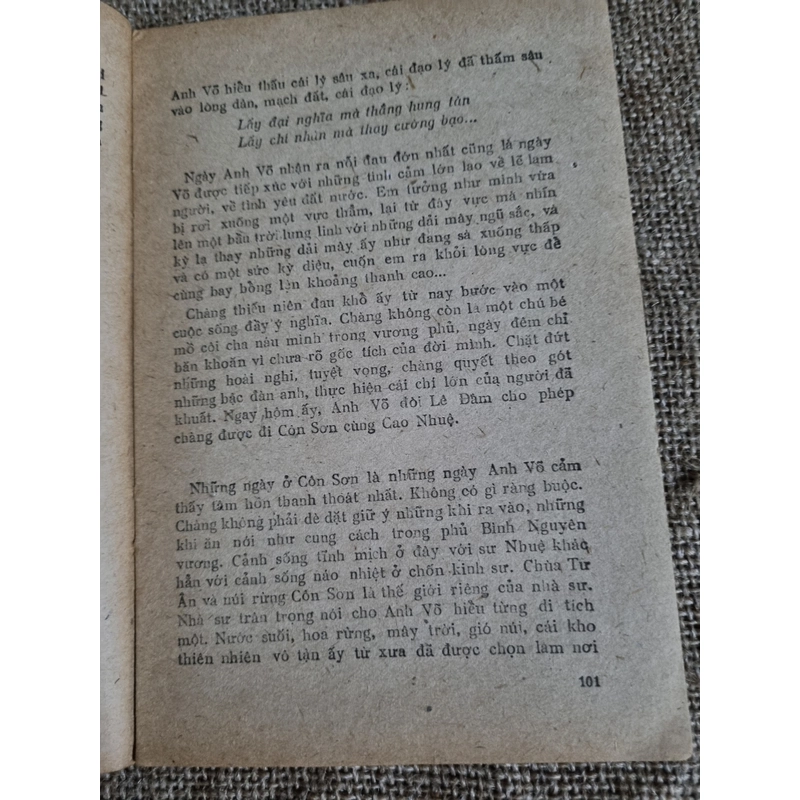 Anh Võ hiểu thấu cái lý sâu xa, cái đạo lý đã thấm sâu
vào lòng dân, mạch đất, cái đạo lý:
Lấy đại nghĩa mà thắng hung tàn
Lấy chí nhân mà thay cường bạo...
Ngày Anh Võ nhận ra nỗi đau đớn nhất cũng là ngày
Võ được tiếp xúc với những tình cảm lớn lao về lẽ làm
người, về tình yêu đất nước. Em tưởng như mình vừa
bị rơi xuống một vực thẳm, lại từ đáy vực mà nhìn
lên một bầu trời lung linh với những dải mây ngũ sắc, và
kỳ lạ thay những dải mây ấy như đang sà xuống thấp
và có một sức kỳ diệu, cuốn em ra khỏi lòng vực để
cùng bay bồng lên khoảng thanh cao...
Chàng thiếu niên đau khổ ấy từ nay bước vào một
cuộc sống đầy ý nghĩa. Chàng không còn là một chú bé
mồ côi cha náu mình trong vương phủ, ngày đêm chỉ
băn khoăn vì chưa rõ gốc tích của đời mình. Chặt đứt
những hoài nghi, tuyệt vọng, chàng quyết theo gót
những bậc đàn anh, thực hiện cái chí lớn của người đã
khuất. Ngay hôm ấy, Anh Võ đòi Lê Đăm cho phép
chàng được đi Côn Sơn cùng Cao Nhuệ.
Những ngày ở Côn Sơn là những ngày Anh Võ cảm
thấy tâm hồn thanh thoát nhất. Không có gì ràng buộc.
Chàng không phải dè dặt giữ ý những khi ra vào, những
khi ăn nói như cung cách trong phủ Bình Nguyên
vương. Cảnh sống tĩnh mịch ở đây với sư Nhuệ khác
hẳn với cảnh sống náo nhiệt ở chốn kinh sư. Chùa Tư
Ân và núi rừng Côn Sơn là thế giới riêng của nhà sư.
Nhà sư trân trọng nói cho Anh Võ hiểu từng di tích
một. Nước suối, hoa rừng, mây trời, gió núi, cái kho
thiên nhiên vô tận ấy từ xưa đã được chọn làm nơi
101